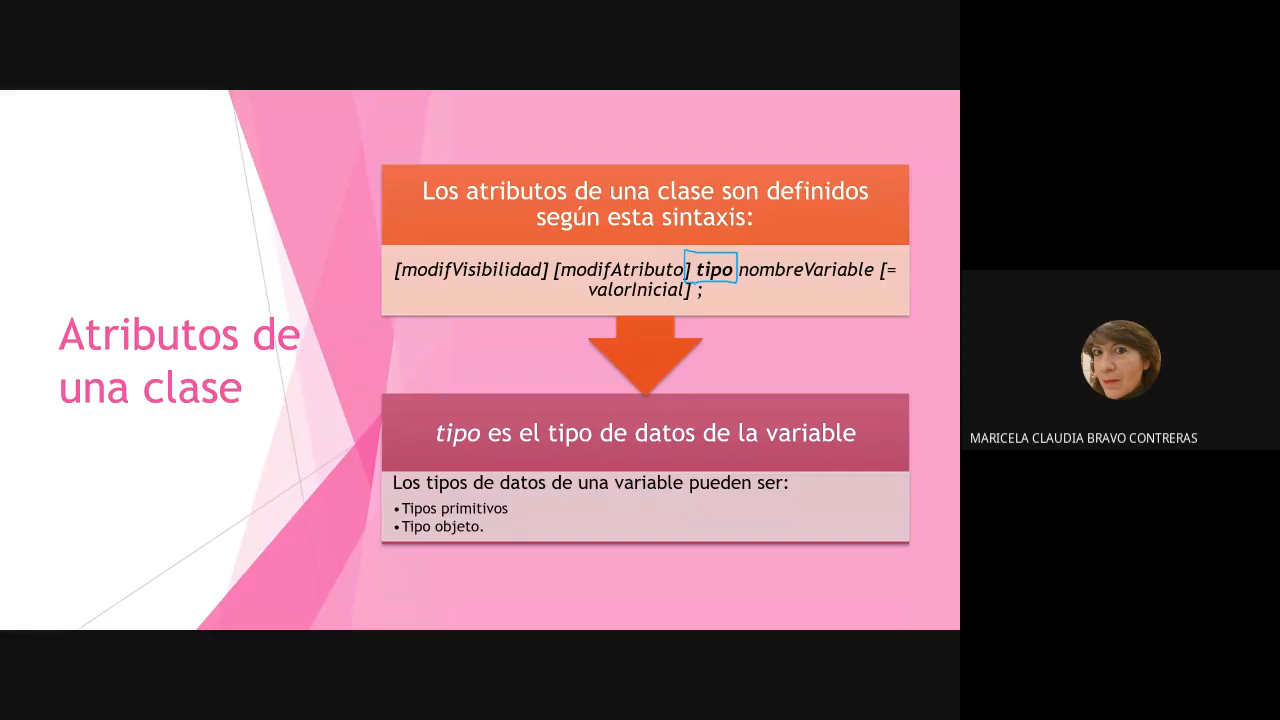 Atributos de
una clase
Los atributos de una clase son definidos
según esta sintaxis:
[modifVisibilidad] [modifAtributo] tipo nombreVariable [=
valorInicial] ;
tipo es el tipo de datos de la variable
Los tipos de datos de una variable pueden ser:
•Tipos primitivos
•Tipo objeto.
MARICELA CLAUDIA BRAVO CONTRERAS